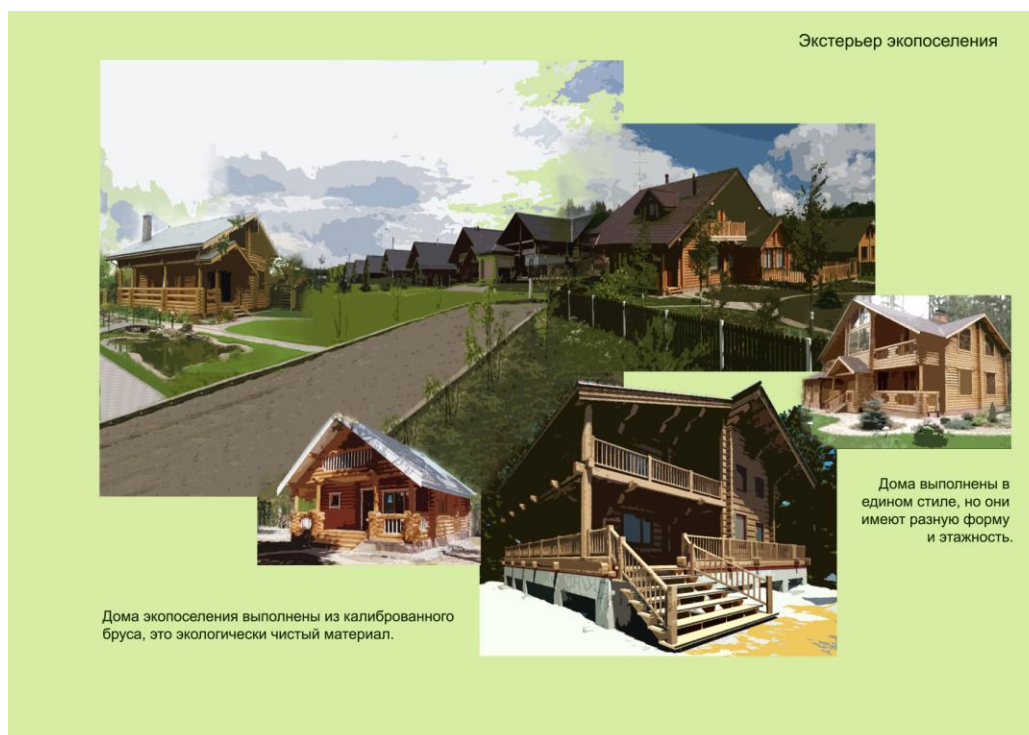 Экстерьер экопоселения
Дома выполнены в
едином стиле, но они
имеют разную форму
и этажность.
Дома экопоселения выполнены из калиброванного
бруса, это экологически чистый материал.